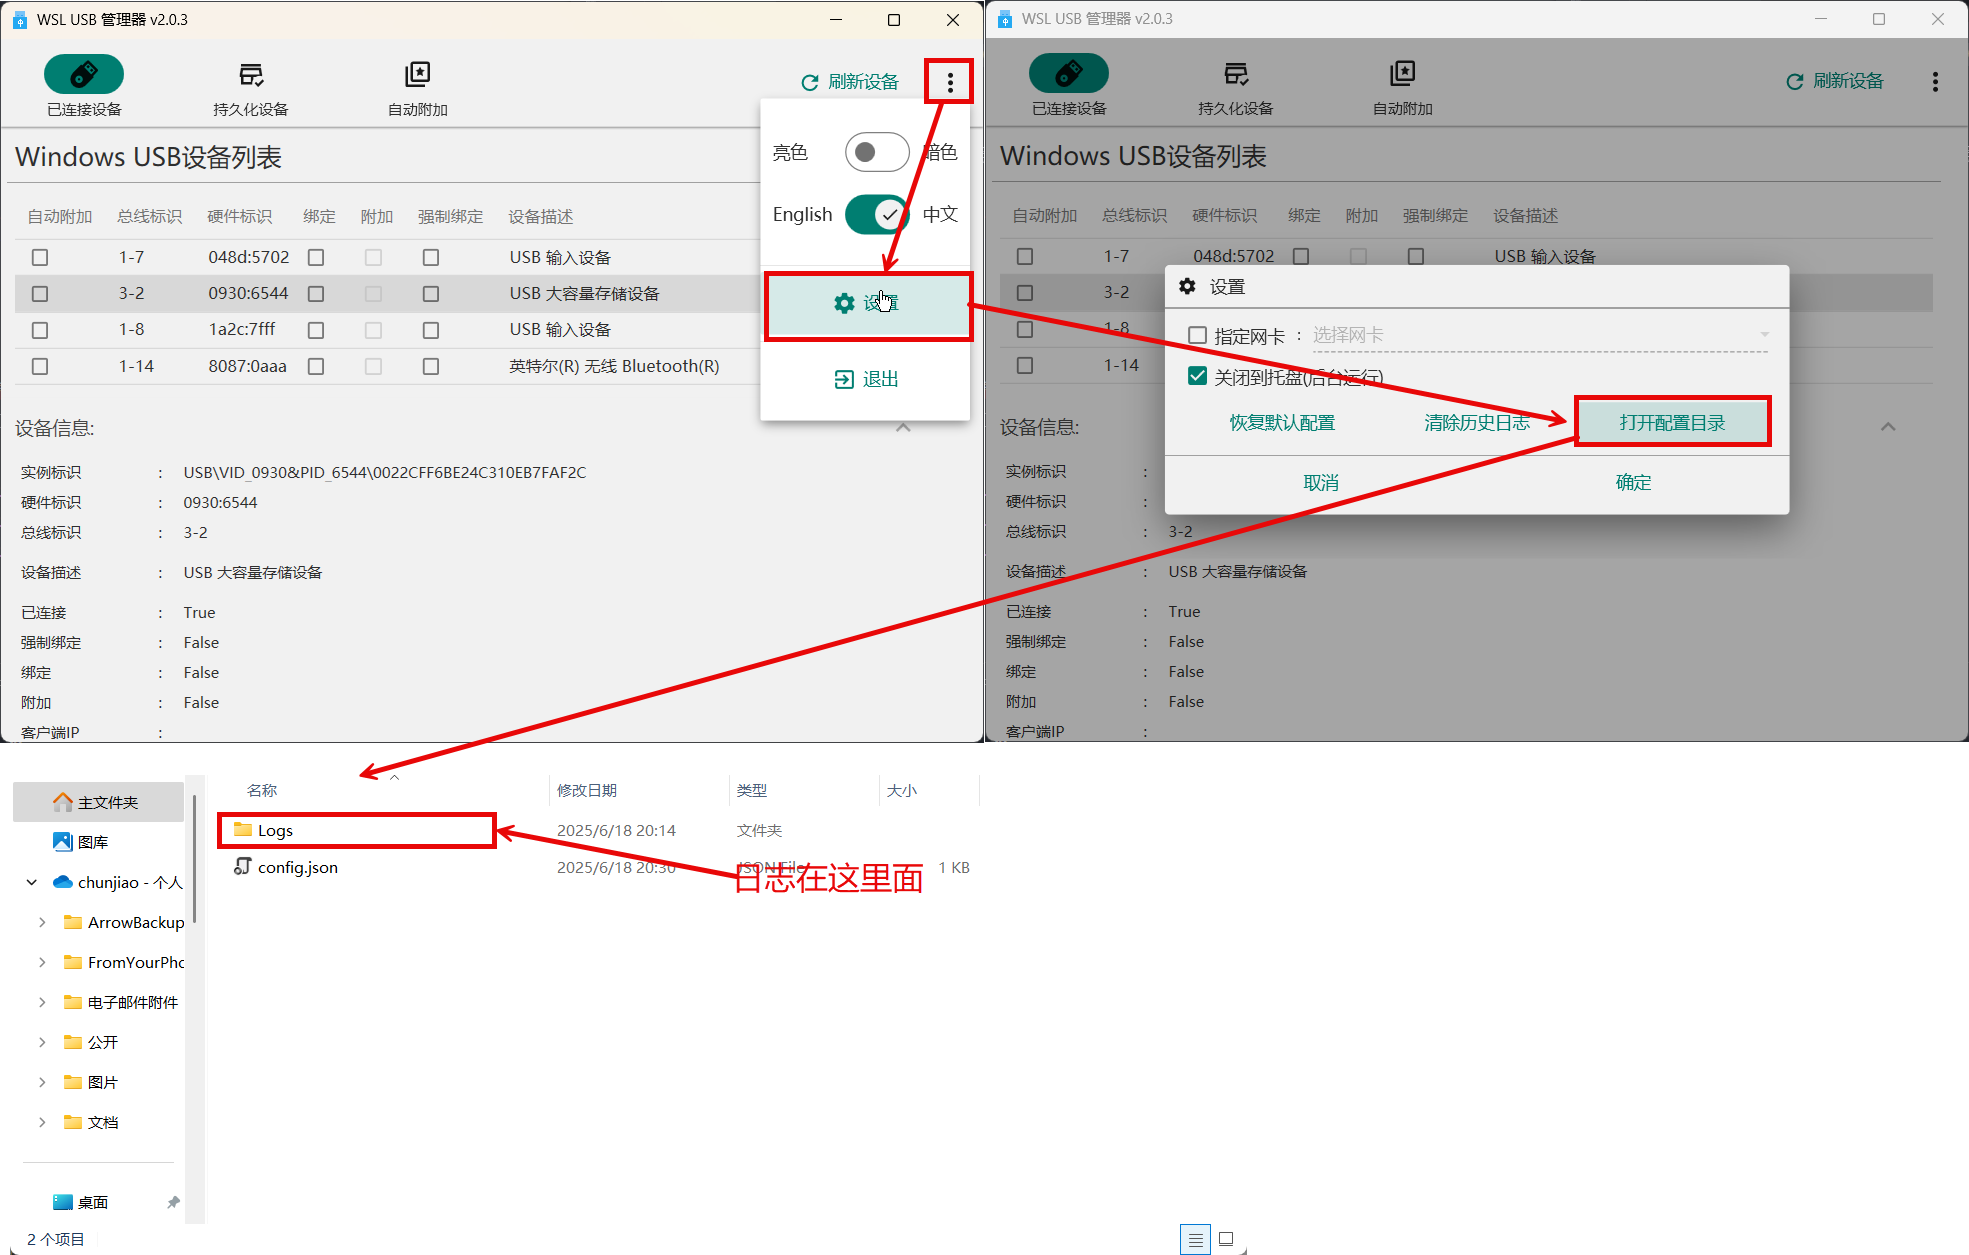 WSL USB 管理器 v2.0.3
已连接设备
持久化设备
自动附加
刷新设备
Windows USB设备列表
自动附加 总线标识 硬件标识 绑定 附加 强制绑定 设备描述
1-7 048d:5702 USB 输入设备
3-2 0930:6544 USB 大容量存储设备
1-8 1a2c:7fff USB 输入设备
1-14 8087:0aaa 英特尔(R) 无线 Bluetooth(R)
亮色 暗色
English 中文
设置
退出
设备信息:
实例标识 : USB\VID_0930&PID_6544\0022CFF6BE24C310EB7FAF2C
硬件标识 : 0930:6544
总线标识 : 3-2
设备描述 : USB 大容量存储设备
已连接 : True
强制绑定 : False
绑定 : False
附加 : False
客户端IP :
WSL USB 管理器 v2.0.3
已连接设备
持久化设备
自动附加
刷新设备
Windows USB设备列表
自动附加 总线标识 硬件标识 绑定 附加 强制绑定 设备描述
1-7 048d:5702 USB 输入设备
3-2
1-8
1-14
设置
指定网卡 : 选择网卡
关闭到托盘(后台运行)
恢复默认配置 清除历史日志 打开配置目录
取消 确定
设备信息:
实例标识 :
硬件标识 :
总线标识 : 3-2
设备描述 : USB 大容量存储设备
已连接 : True
强制绑定 : False
绑定 : False
附加 : False
客户端IP :
主文件夹
图库
chunjiao - 个人
ArrowBackup
FromYourPho
电子邮件附件
公开
图片
文档
桌面
2 个项目
名称 修改日期 类型 大小
Logs 2025/6/18 20:14 文件夹
config.json 2025/6/18 20:30 JSON File 1 KB
日志在这里面